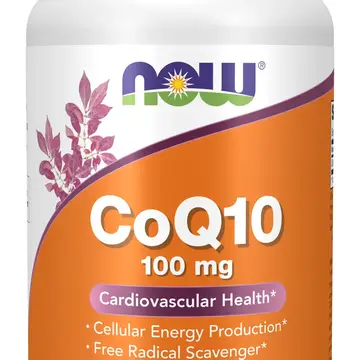 NOW®
CoQ10
100 mg
Cardiovascular Health*
• Cellular Energy Production*
• Free Radical Scavenger*